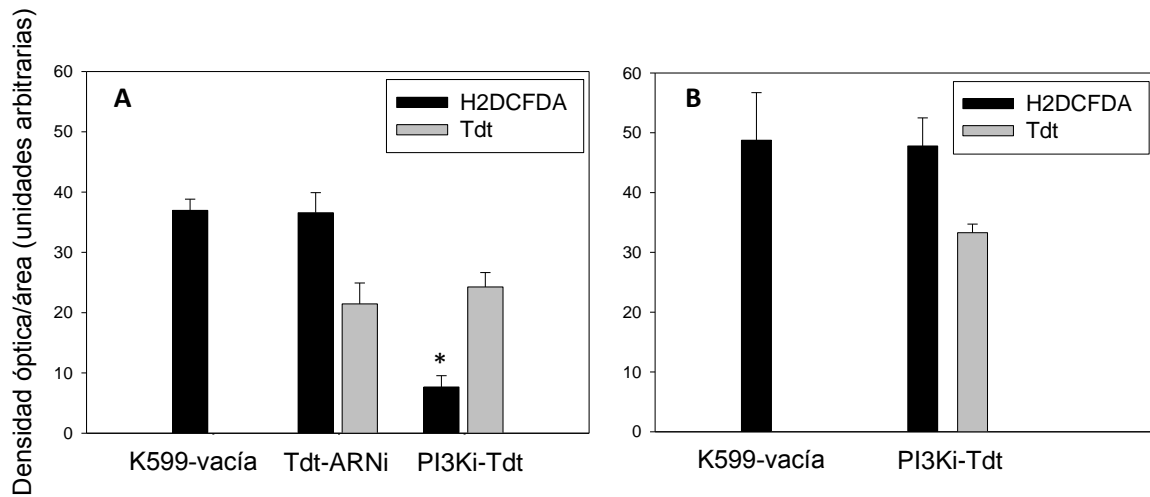 Densidad óptica/área (unidades arbitrarias)
A
H2DCFDA
Tdt
60
50
40
30
20
10
0
*
K599-vacía Tdt-ARNi PI3Ki-Tdt
B
H2DCFDA
Tdt
60
50
40
30
20
10
0
K599-vacía PI3Ki-Tdt